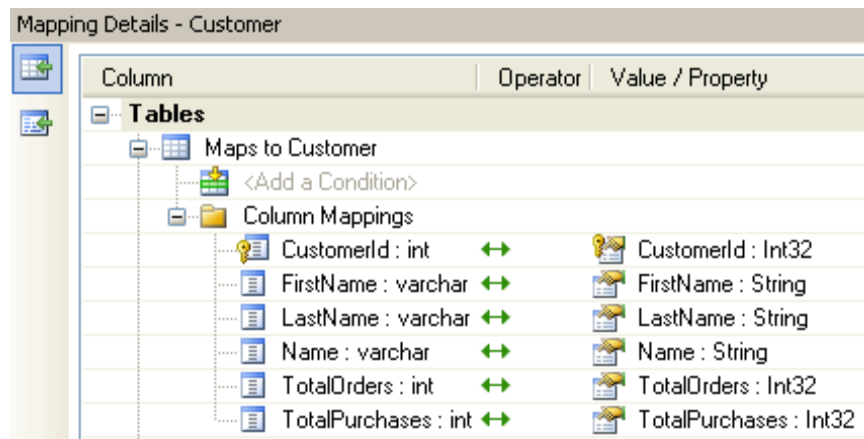 Mapping Details - Customer
Column Operator Value / Property
Tables
Maps to Customer
<Add a Condition>
Column Mappings
CustomerId : int CustomerId : Int32
FirstName : varchar FirstName : String
LastName : varchar LastName : String
Name : varchar Name : String
TotalOrders : int TotalOrders : Int32
TotalPurchases : int TotalPurchases : Int32